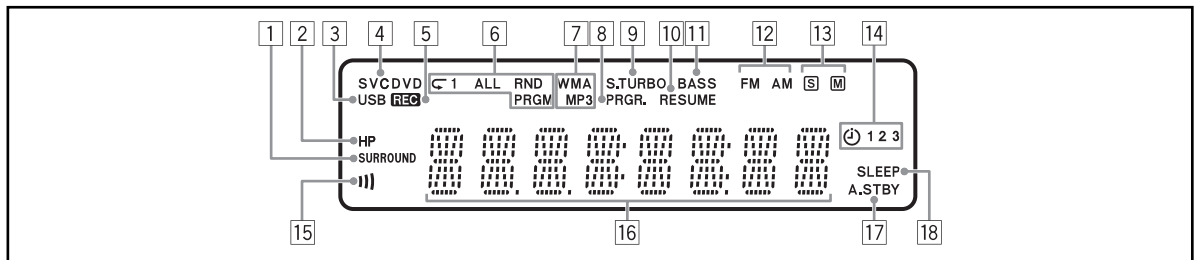 1 2 3 4 5 6 7 8 9 10 11 12 13 14
SVCDVD 1 ALL RND WMA S.TURBO BASS FM AM S M
USB REC PRGM MP3 PRGR. RESUME
HP 1 2 3
SURROUND
SLEEP
A.STBY
15 16 17 18